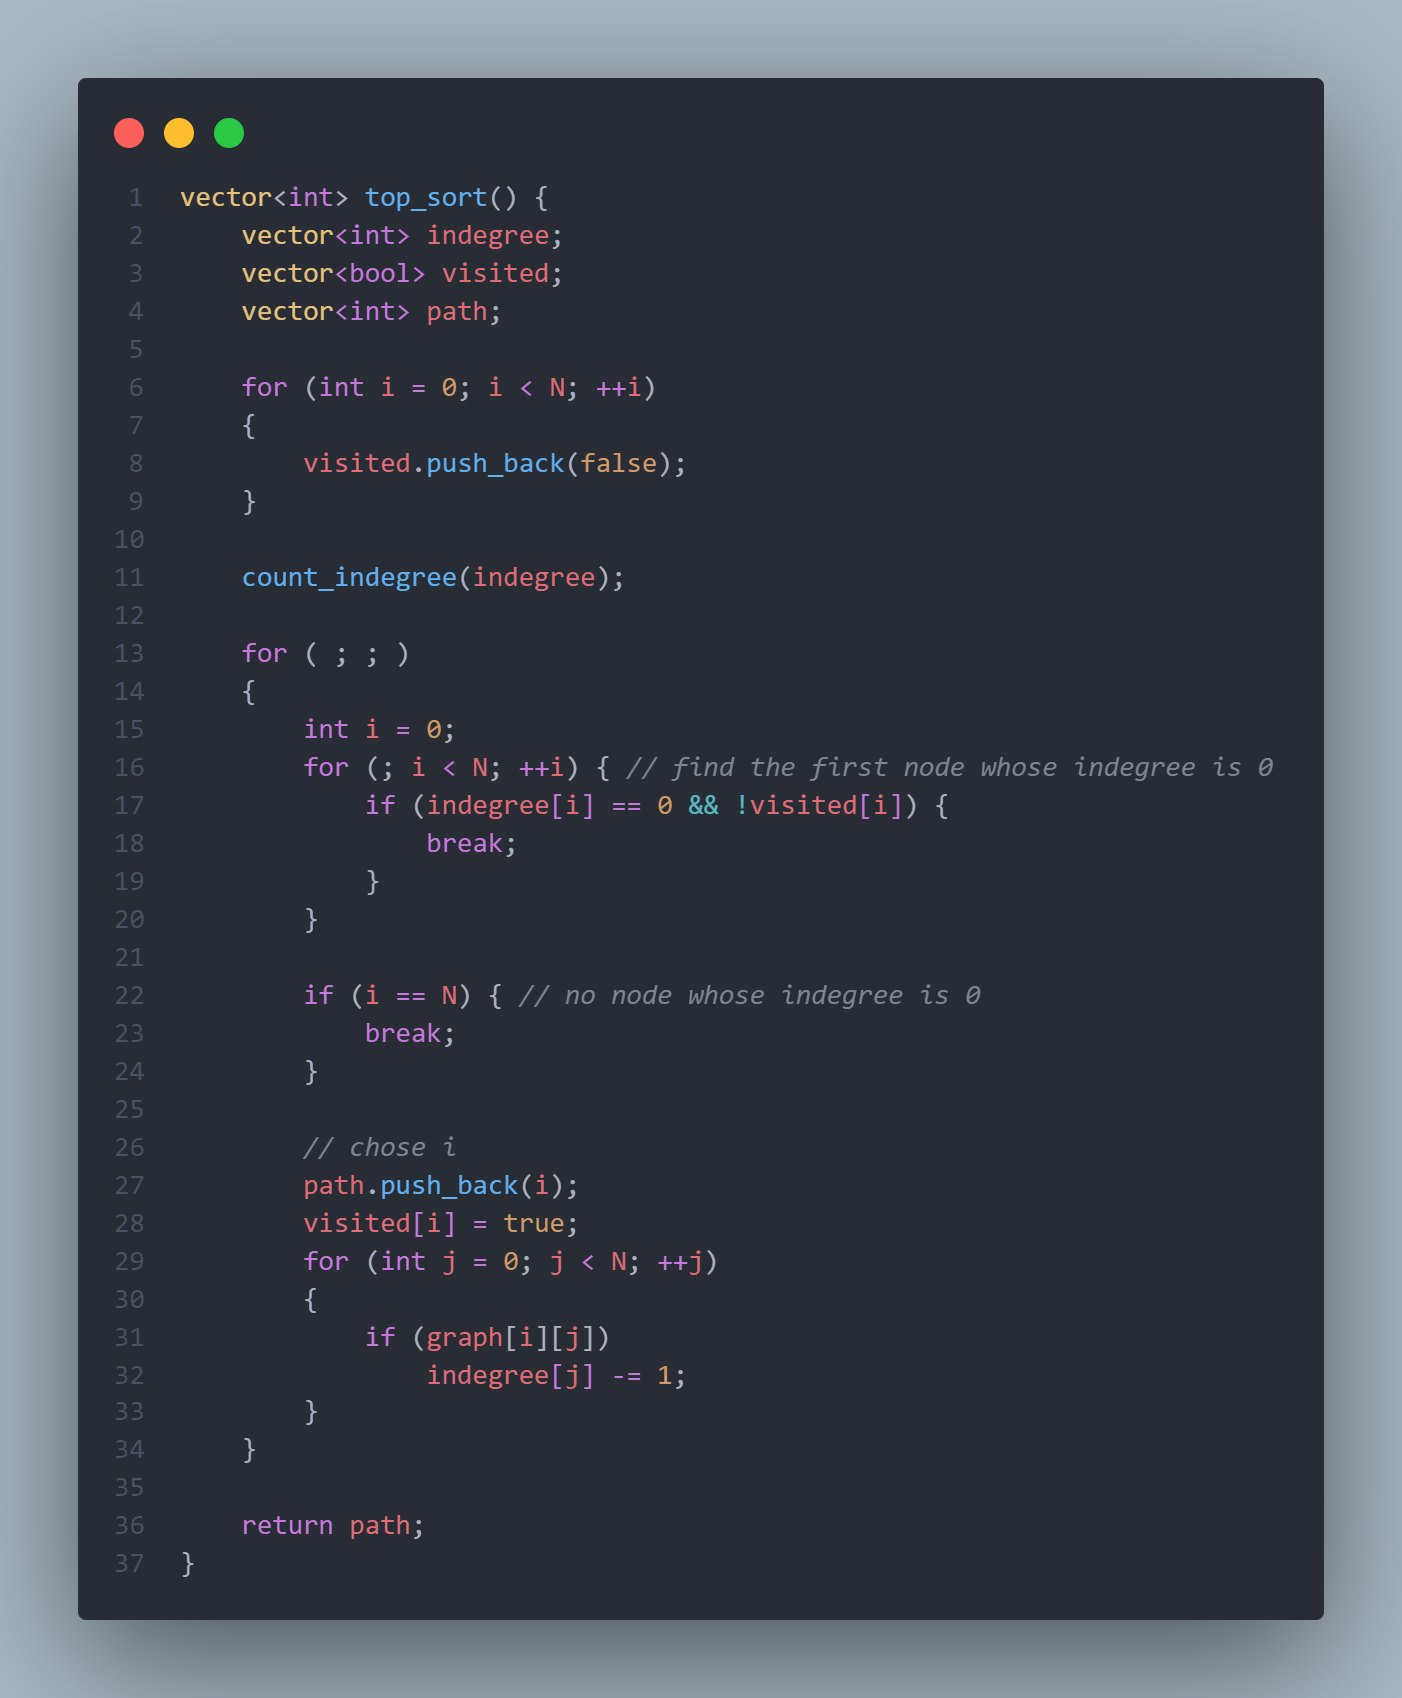 1 vector<int> top_sort() {
2     vector<int> indegree;
3     vector<bool> visited;
4     vector<int> path;
5
6     for (int i = 0; i < N; ++i)
7     {
8         visited.push_back(false);
9     }
10
11     count_indegree(indegree);
12
13     for ( ; ; )
14     {
15         int i = 0;
16         for (; i < N; ++i) { // find the first node whose indegree is 0
17             if (indegree[i] == 0 && !visited[i]) {
18                 break;
19             }
20         }
21
22         if (i == N) { // no node whose indegree is 0
23             break;
24         }
25
26         // chose i
27         path.push_back(i);
28         visited[i] = true;
29         for (int j = 0; j < N; ++j)
30         {
31             if (graph[i][j])
32                 indegree[j] -= 1;
33         }
34     }
35
36     return path;
37 }